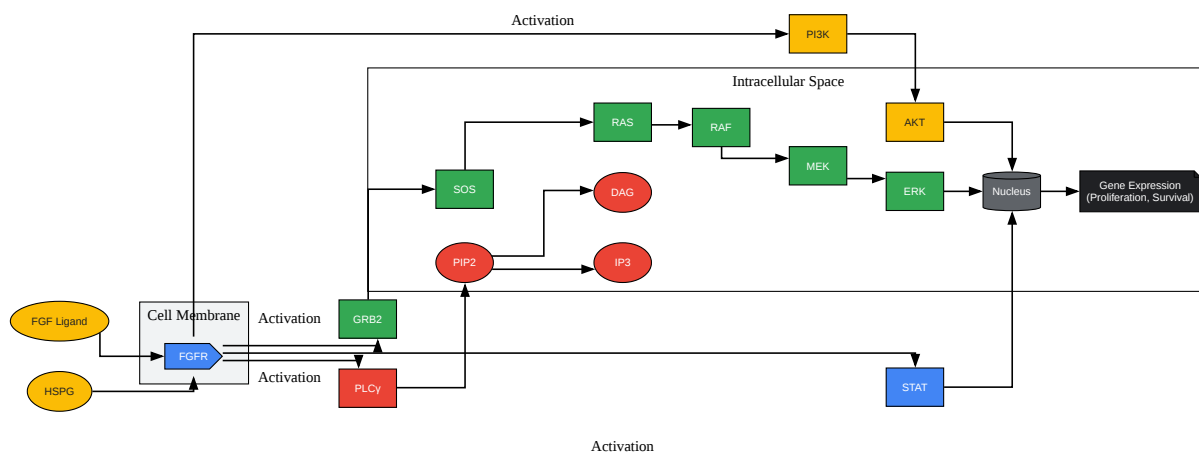 Activation
PI3K
Intracellular Space
RAS
RAF
AKT
MEK
SOS
DAG
ERK
Nucleus
Gene Expression
(Proliferation, Survival)
PIP2
IP3
Cell Membrane
FGF Ligand
Activation
GRB2
FGFR
Activation
HSPG
PLCγ
STAT
Activation